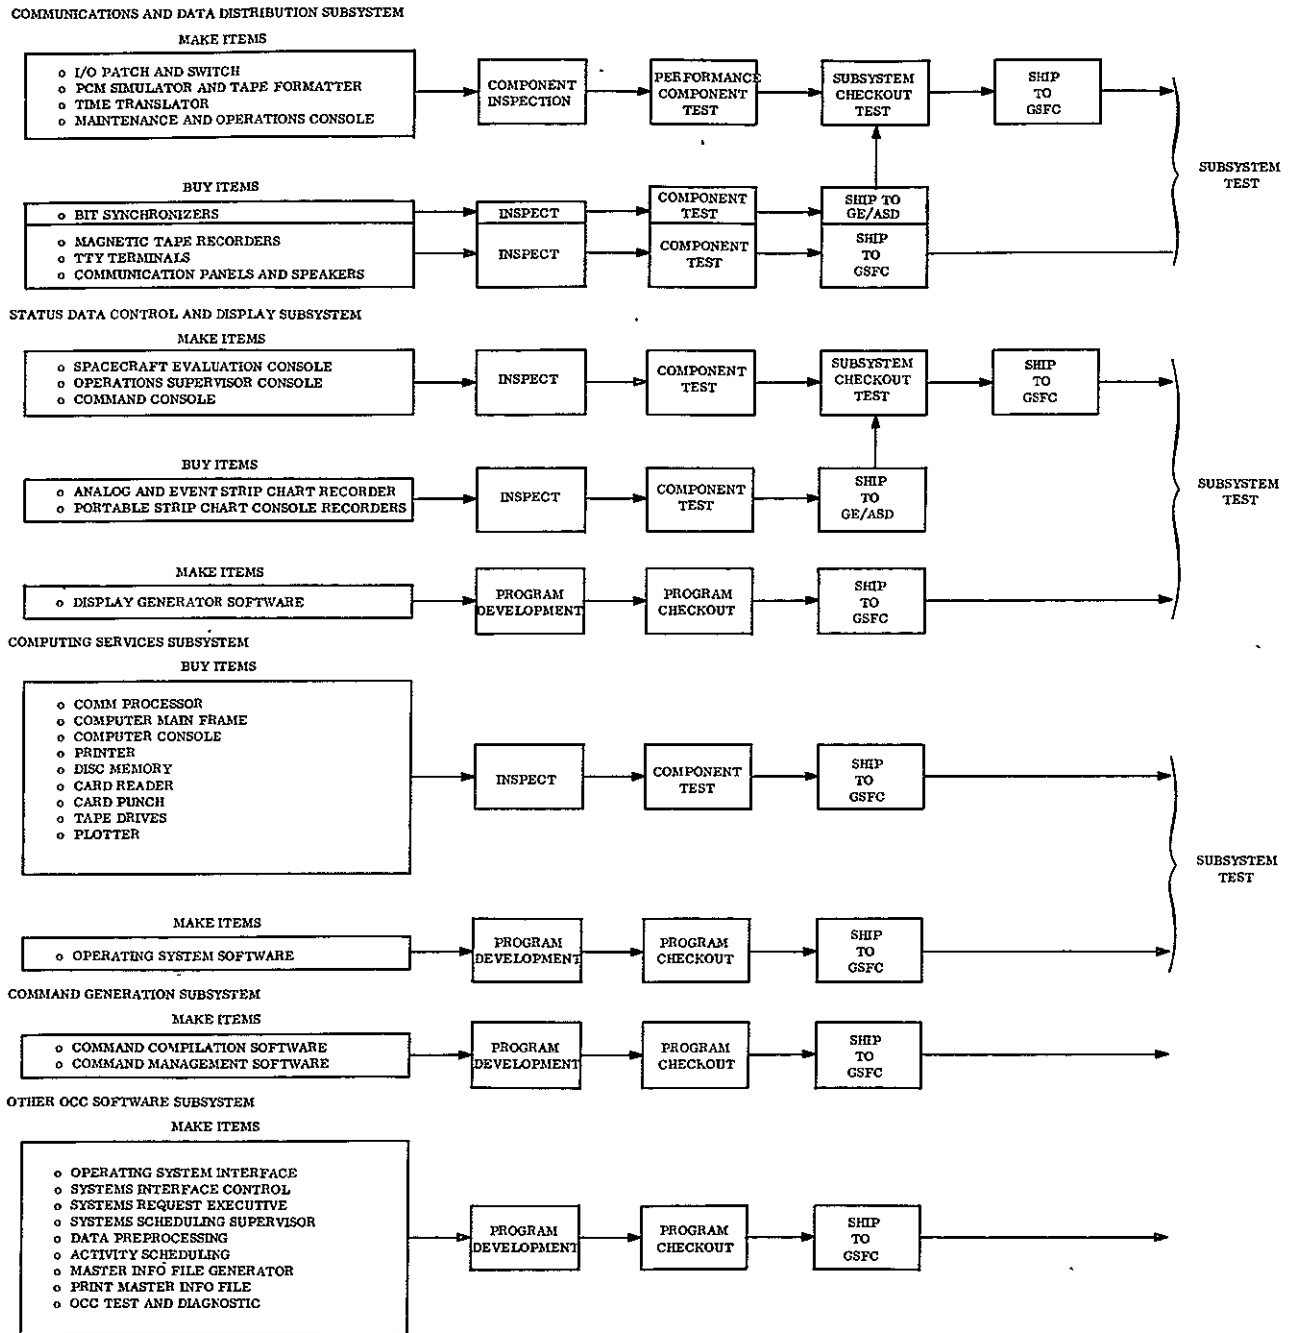 COMMUNICATIONS AND DATA DISTRIBUTION SUBSYSTEM
MAKE ITEMS
o I/O PATCH AND SWITCH
o PCM SIMULATOR AND TAPE FORMATTER
o TIME TRANSLATOR
o MAINTENANCE AND OPERATIONS CONSOLE
COMPONENT
INSPECTION
PERFORMANCE
COMPONENT
TEST
SUBSYSTEM
CHECKOUT
TEST
SHIP
TO
GSFC
SUBSYSTEM
TEST
BUY ITEMS
o BIT SYNCHRONIZERS
INSPECT
COMPONENT
TEST
SHIP TO
GE/ASD
o MAGNETIC TAPE RECORDERS
o TTY TERMINALS
o COMMUNICATION PANELS AND SPEAKERS
INSPECT
COMPONENT
TEST
SHIP
TO
GSFC
STATUS DATA CONTROL AND DISPLAY SUBSYSTEM
MAKE ITEMS
o SPACECRAFT EVALUATION CONSOLE
o OPERATIONS SUPERVISOR CONSOLE
o COMMAND CONSOLE
INSPECT
COMPONENT
TEST
SUBSYSTEM
CHECKOUT
TEST
SHIP
TO
GSFC
BUY ITEMS
o ANALOG AND EVENT STRIP CHART RECORDER
o PORTABLE STRIP CHART CONSOLE RECORDERS
INSPECT
COMPONENT
TEST
SHIP
TO
GE/ASD
SUBSYSTEM
TEST
MAKE ITEMS
o DISPLAY GENERATOR SOFTWARE
PROGRAM
DEVELOPMENT
PROGRAM
CHECKOUT
SHIP
TO
GSFC
COMPUTING SERVICES SUBSYSTEM
BUY ITEMS
o COMM PROCESSOR
o COMPUTER MAIN FRAME
o COMPUTER CONSOLE
o PRINTER
o DISC MEMORY
o CARD READER
o CARD PUNCH
o TAPE DRIVES
o PLOTTER
INSPECT
COMPONENT
TEST
SHIP
TO
GSFC
SUBSYSTEM
TEST
MAKE ITEMS
o OPERATING SYSTEM SOFTWARE
PROGRAM
DEVELOPMENT
PROGRAM
CHECKOUT
SHIP
TO
GSFC
COMMAND GENERATION SUBSYSTEM
MAKE ITEMS
o COMMAND COMPILATION SOFTWARE
o COMMAND MANAGEMENT SOFTWARE
PROGRAM
DEVELOPMENT
PROGRAM
CHECKOUT
SHIP
TO
GSFC
OTHER OCC SOFTWARE SUBSYSTEM
MAKE ITEMS
o OPERATING SYSTEM INTERFACE
o SYSTEMS INTERFACE CONTROL
o SYSTEMS REQUEST EXECUTIVE
o SYSTEMS SCHEDULING SUPERVISOR
o DATA PREPROCESSING
o ACTIVITY SCHEDULING
o MASTER INFO FILE GENERATOR
o PRINT MASTER INFO FILE
o OCC TEST AND DIAGNOSTIC
PROGRAM
DEVELOPMENT
PROGRAM
CHECKOUT
SHIP
TO
GSFC